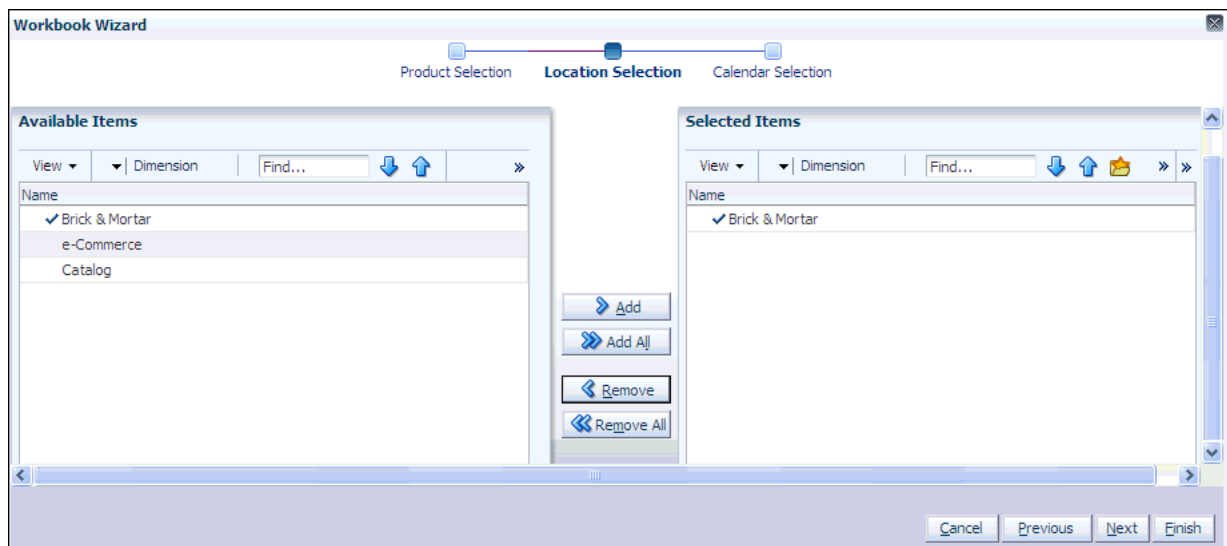 Workbook Wizard
Product Selection Location Selection Calendar Selection
Available Items
View Dimension Find... »
Name
Brick & Mortar
e-Commerce
Catalog
Add
Add All
Remove
Remove All
Selected Items
View Dimension Find... » »
Name
Brick & Mortar
Cancel Previous Next Finish